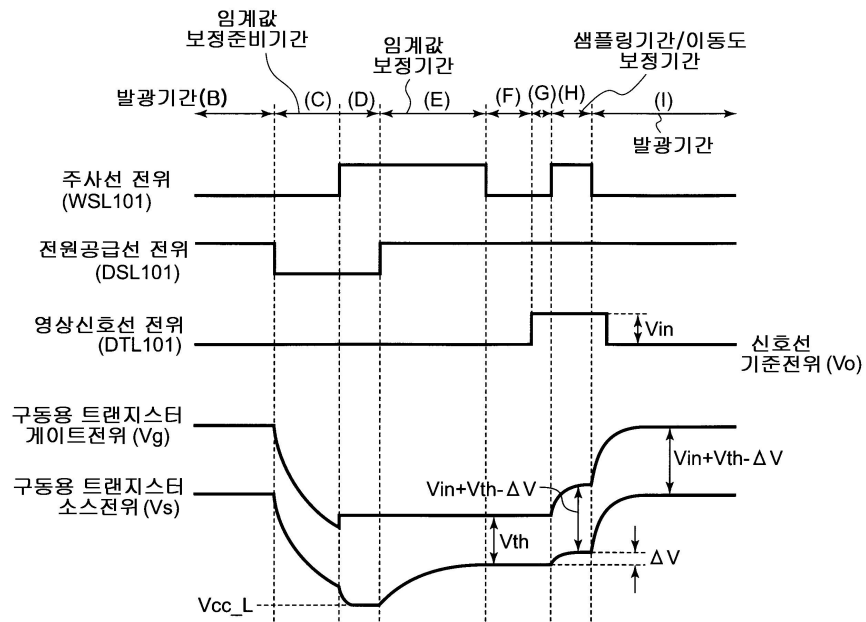 임계값
보정준비기간
임계값
보정기간
샘플링기간/이동도
보정기간
발광기간(B)
(C)
(D)
(E)
(F)
(G)
(H)
(I)
발광기간
주사선 전위
(WSL101)
전원공급선 전위
(DSL101)
영상신호선 전위
(DTL101)
Vin
신호선
기준전위(Vo)
구동용 트랜지스터
게이트전위(Vg)
Vin+Vth-ΔV
Vin+Vth-ΔV
구동용 트랜지스터
소스전위(Vs)
Vth
ΔV
Vcc_L